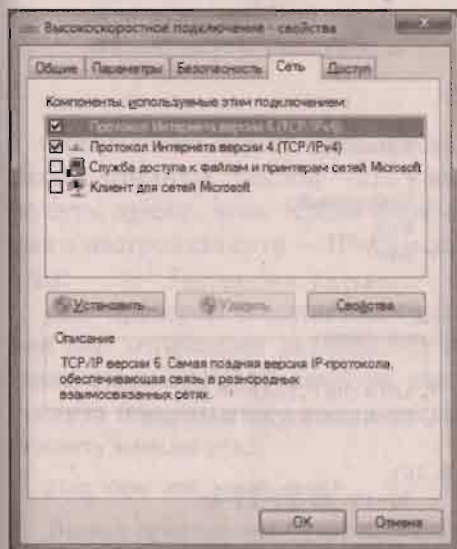 Высокоскоростное подключение - свойства
Общие Параметры Безопасность Сеть Доступ
Компоненты, используемые этим подключением:
Протокол Интернета версии 6 (TCP/IPv6)
Протокол Интернета версии 4 (TCP/IPv4)
Служба доступа к файлам и принтерам сетей Microsoft
Клиент для сетей Microsoft
Установить... Удалить Свойства
Описание
TCP/IP версии 6. Самая поздняя версия IP-протокола,
обеспечивающая связь в разнородных
взаимосвязанных сетях.
OK Отмена